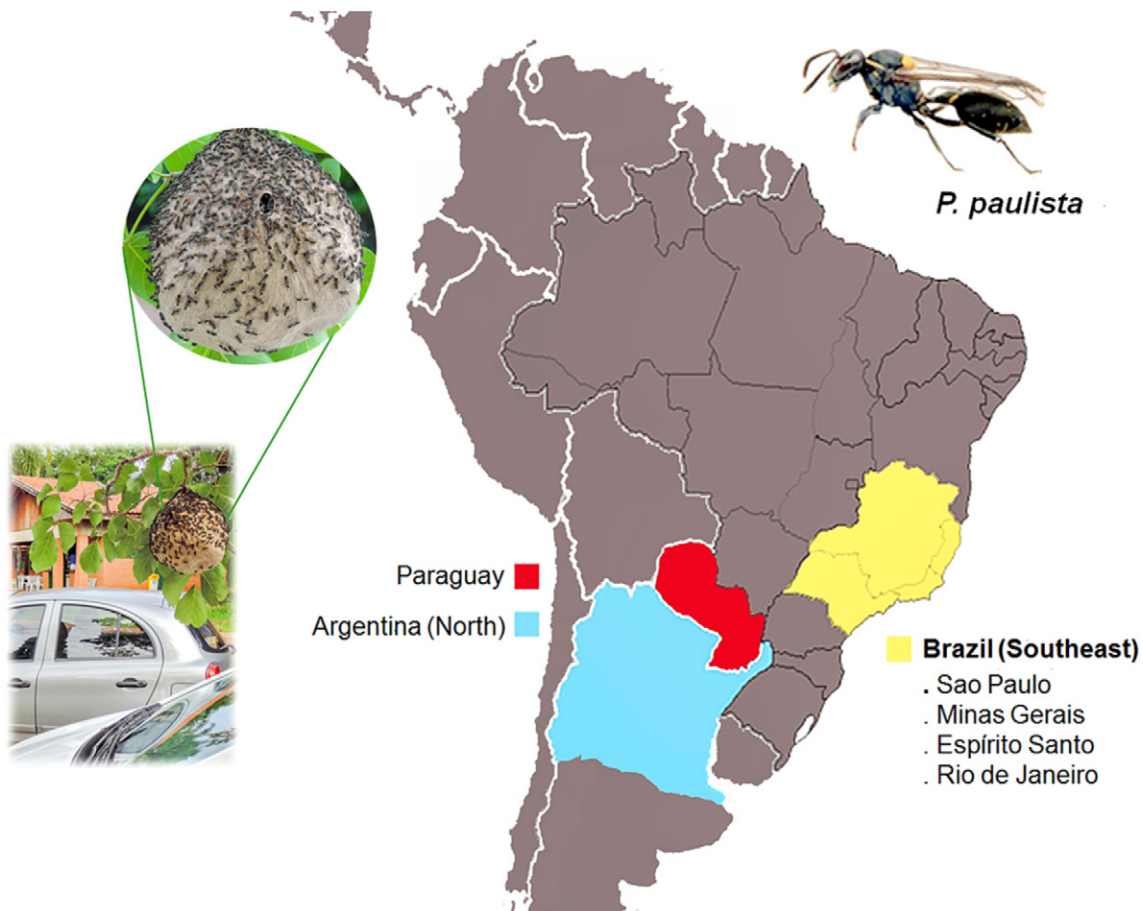 P. paulista
Paraguay
Argentina (North)
Brazil (Southeast)
. Sao Paulo
. Minas Gerais
. Espírito Santo
. Rio de Janeiro